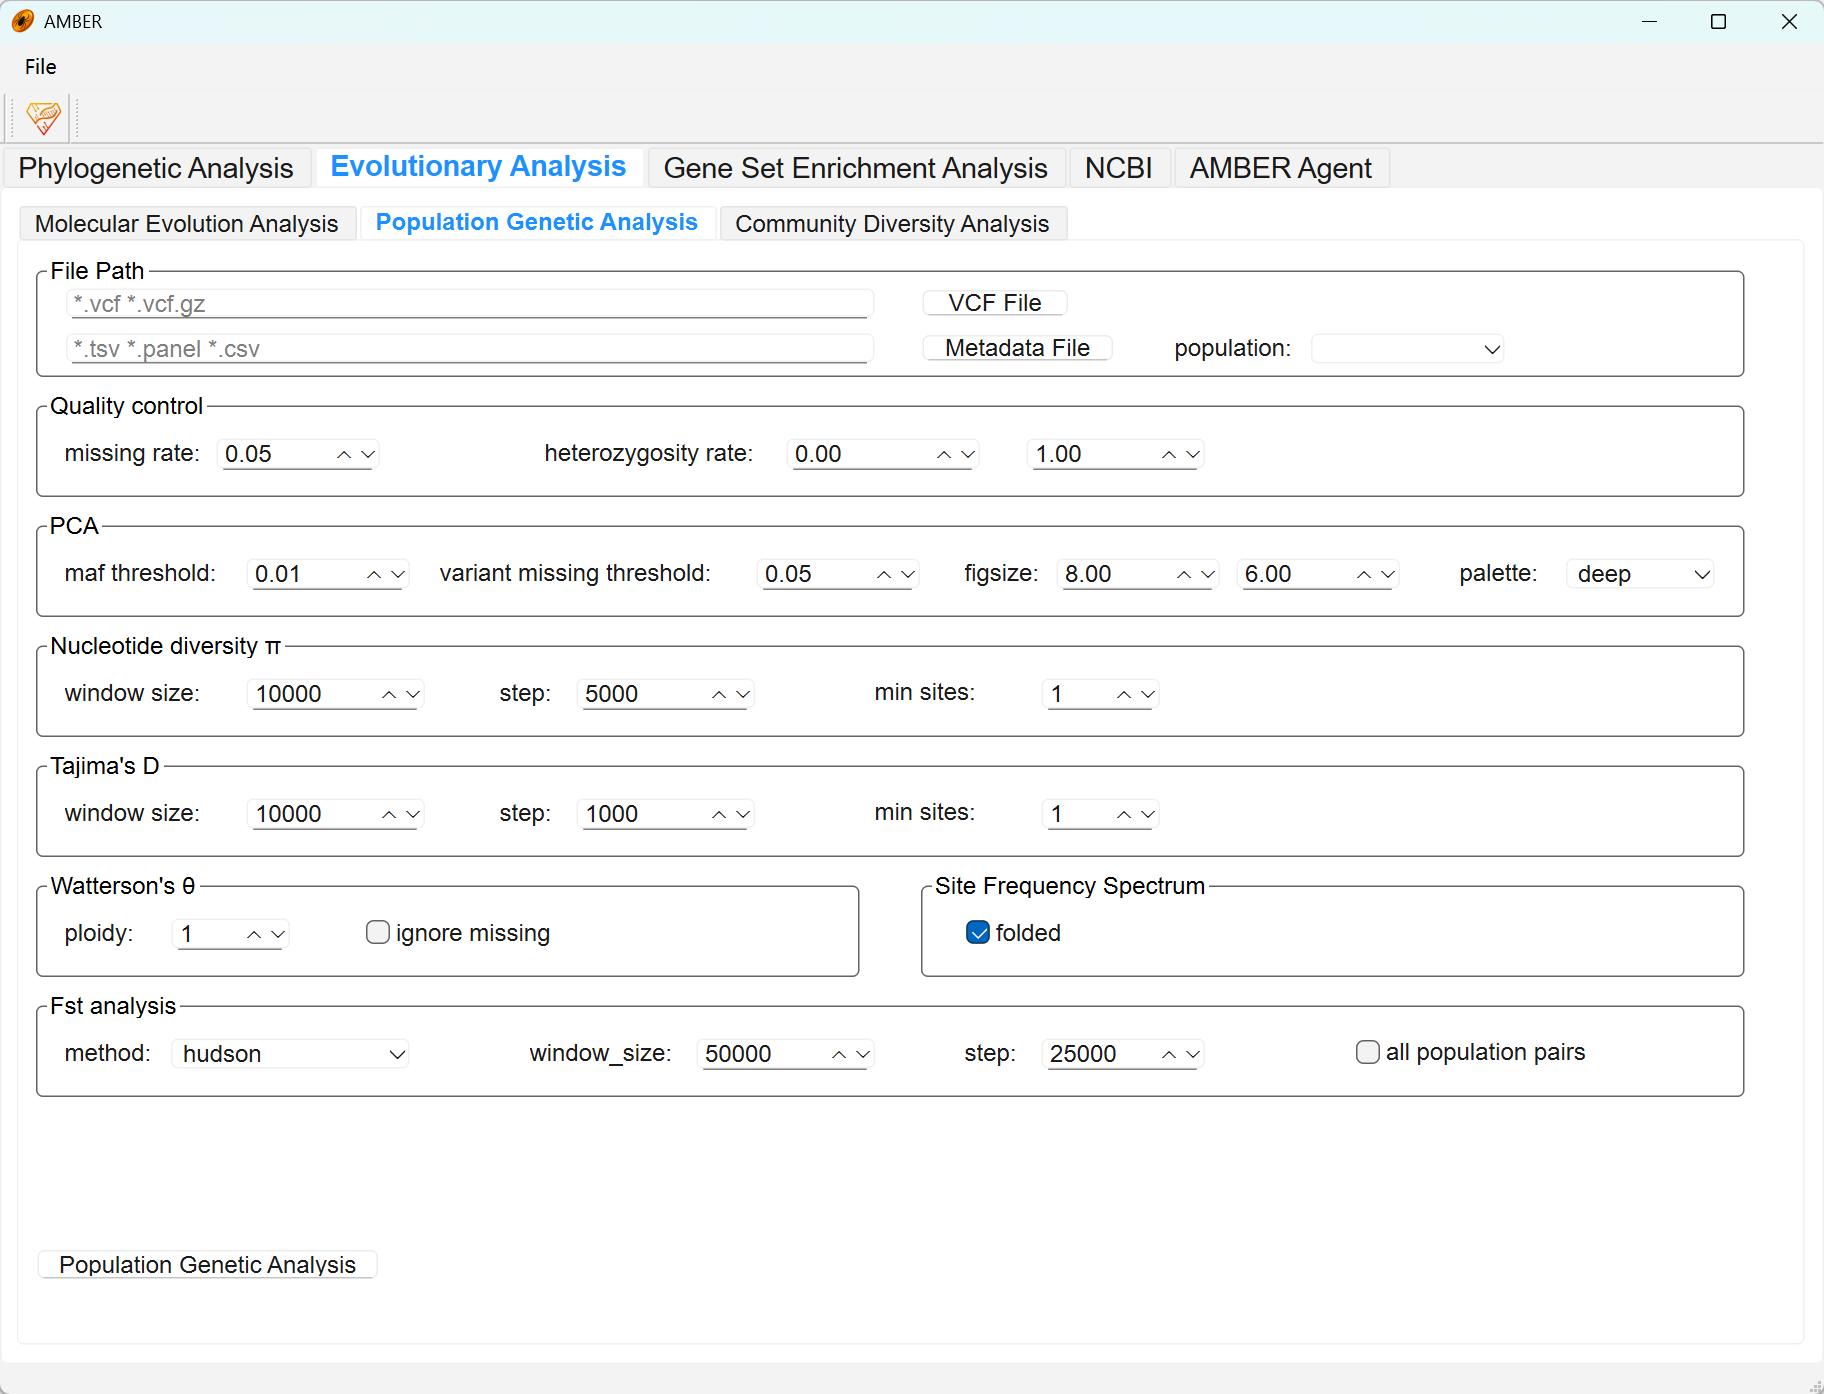 AMBER
File
Phylogenetic Analysis Evolutionary Analysis Gene Set Enrichment Analysis NCBI AMBER Agent
Molecular Evolution Analysis Population Genetic Analysis Community Diversity Analysis
File Path
*.vcf *.vcf.gz VCF File
*.tsv *.panel *.csv Metadata File population:
Quality control
missing rate: 0.05 heterozygosity rate: 0.00 1.00
PCA
maf threshold: 0.01 variant missing threshold: 0.05 figsize: 8.00 6.00 palette: deep
Nucleotide diversity π
window size: 10000 step: 5000 min sites: 1
Tajima's D
window size: 10000 step: 1000 min sites: 1
Watterson's θ Site Frequency Spectrum
ploidy: 1 ignore missing folded
Fst analysis
method: hudson window_size: 50000 step: 25000 all population pairs
Population Genetic Analysis